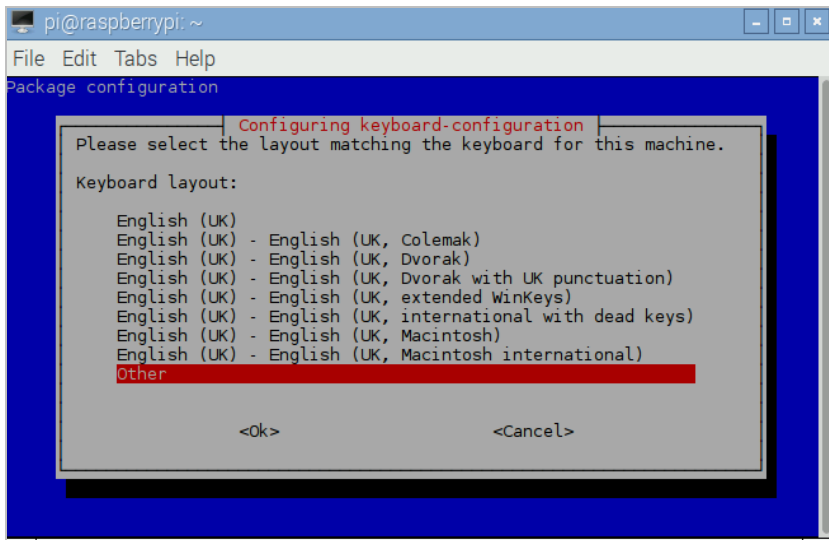 pi@raspberrypi: ~
File Edit Tabs Help
Package configuration
Configuring keyboard-configuration
Please select the layout matching the keyboard for this machine.
Keyboard layout:
English (UK)
English (UK) - English (UK, Colemak)
English (UK) - English (UK, Dvorak)
English (UK) - English (UK, Dvorak with UK punctuation)
English (UK) - English (UK, extended WinKeys)
English (UK) - English (UK, international with dead keys)
English (UK) - English (UK, Macintosh)
English (UK) - English (UK, Macintosh international)
Other
<Ok> <Cancel>